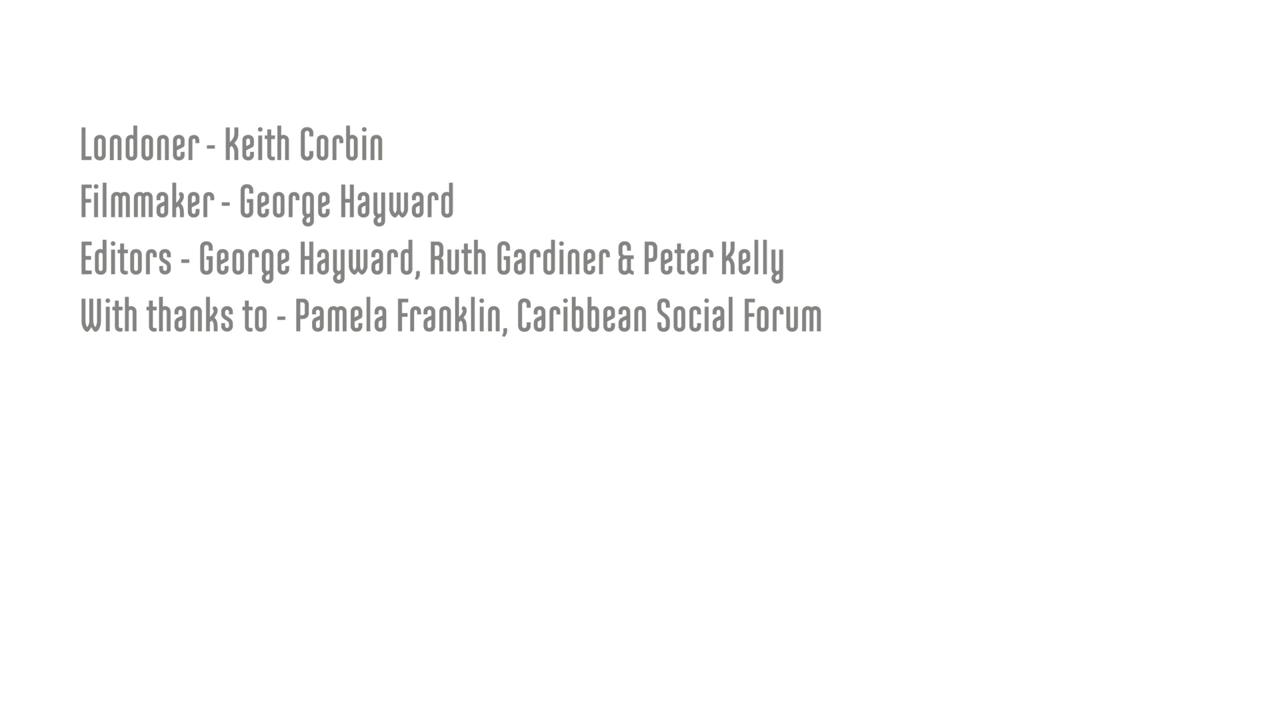 Londoner - Keith Corbin
Filmmaker - George Hayward
Editors - George Hayward, Ruth Gardiner & Peter Kelly
With thanks to - Pamela Franklin, Caribbean Social Forum